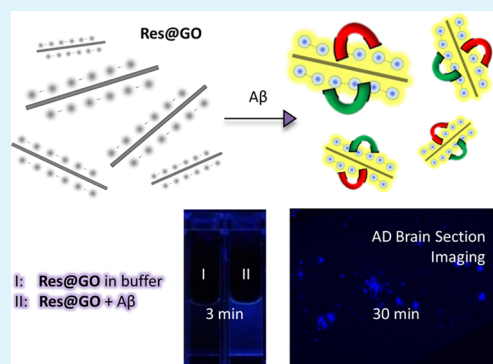 Res@GO
Aβ
I: Res@GO in buffer
II: Res@GO + Aβ
I II
3 min
AD Brain Section
Imaging
30 min